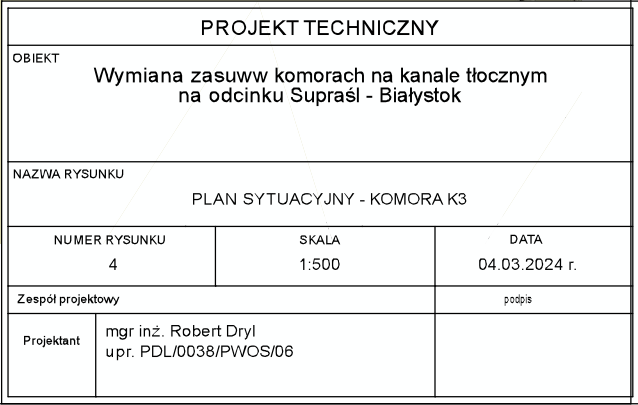 PROJEKT TECHNICZNY
OBIEKT
Wymiana zasuww komorach na kanale tłocznym
na odcinku Supraśl - Białystok
NAZWA RYSUNKU
PLAN SYTUACYJNY - KOMORA K3
NUMER RYSUNKU
4
SKALA
1:500
DATA
04.03.2024 r.
Zespół projektowy
podpis
Projektant
mgr inż. Robert Dryl
upr. PDL/0038/PWOS/06